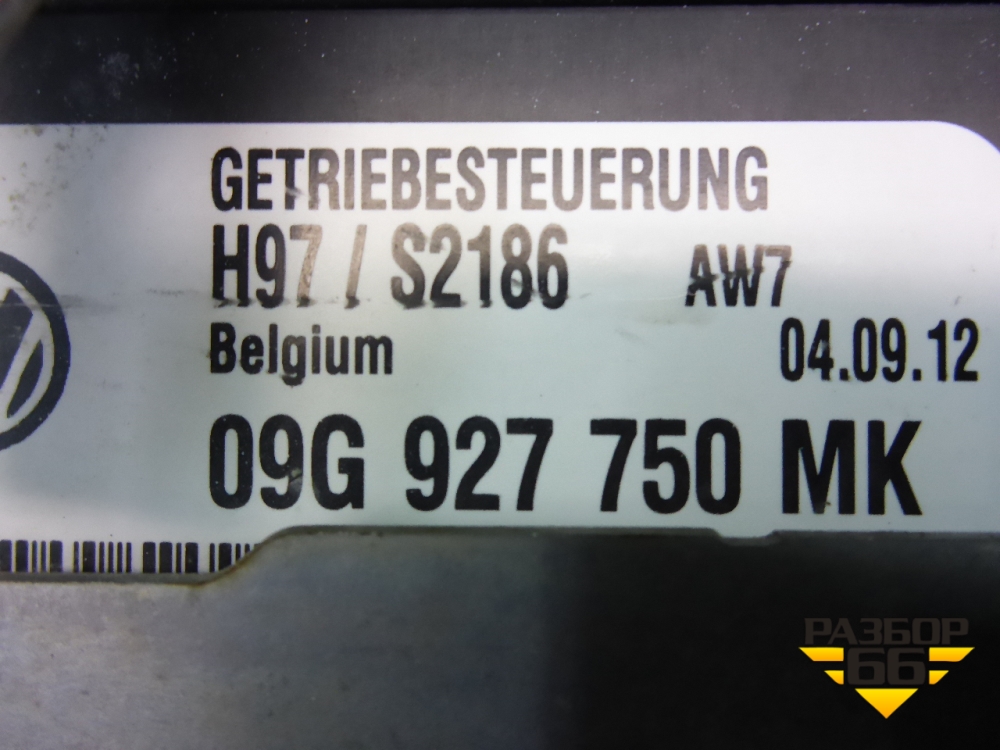 GETRIEBESTEUERUNG
H97 / S2186 AW7
Belgium 04.09.12
09G 927 750 MK
РАЗБОР
66